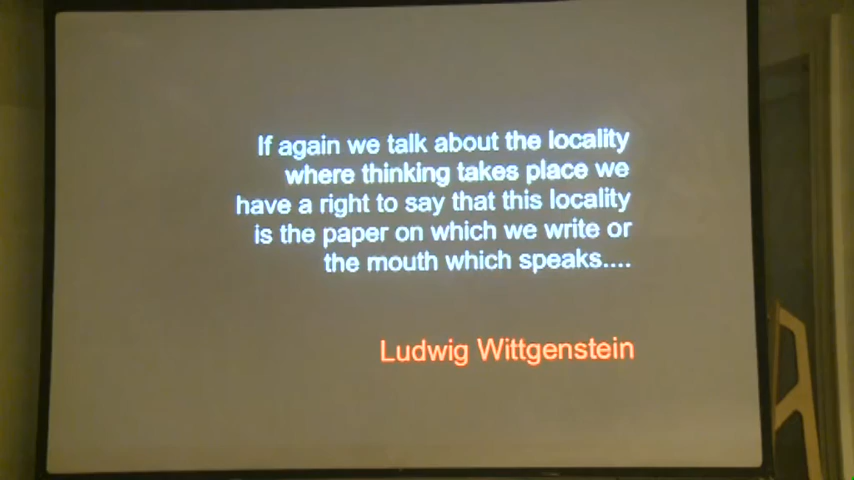 If again we talk about the locality
where thinking takes place we
have a right to say that this locality
is the paper on which we write or
the mouth which speaks....
Ludwig Wittgenstein